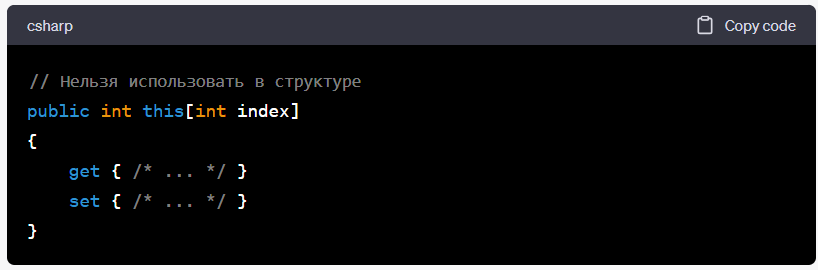 csharp
Copy code
// Нельзя использовать в структуре
public int this[int index]
{
    get { /* ... */ }
    set { /* ... */ }
}